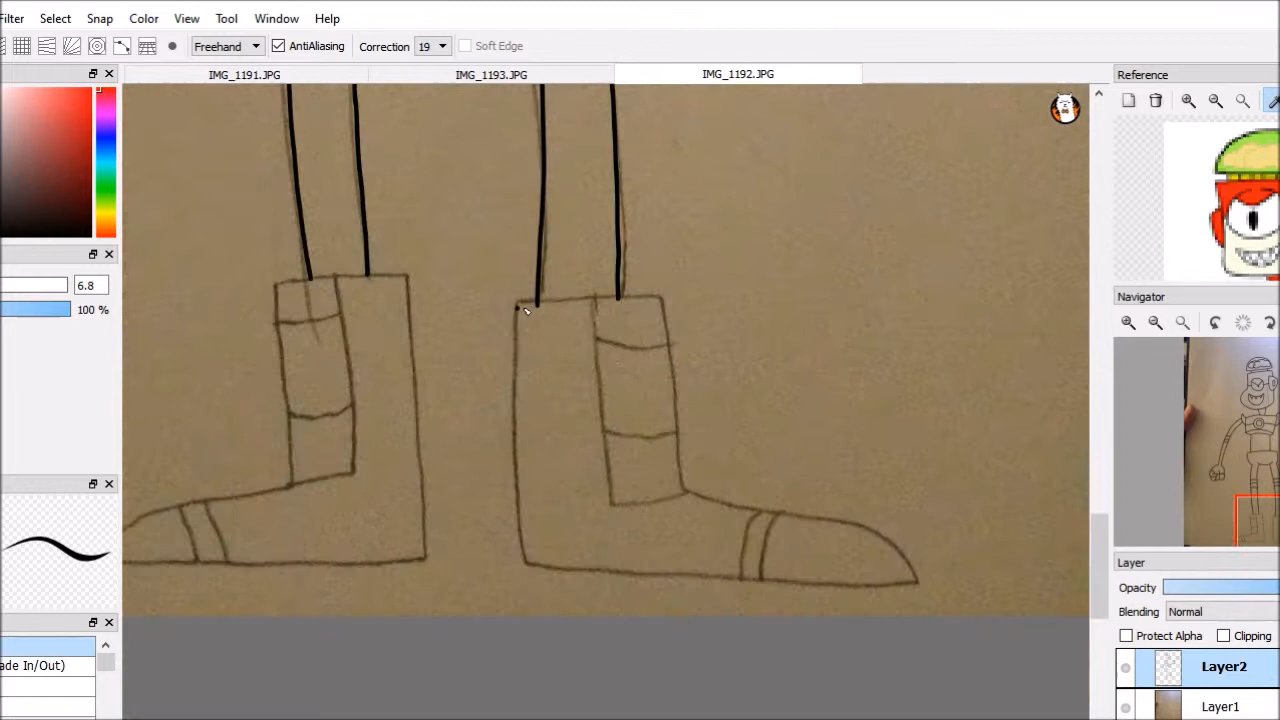 Filter Select Snap Color View Tool Window Help
Freehand AntiAliasing Correction 19 Soft Edge
IMG_1191.JPG IMG_1193.JPG IMG_1192.JPG
Reference
6.8
100 %
Navigator
Layer
Opacity
Blending Normal
Protect Alpha Clipping
ade In/Out)
Layer2
Layer1